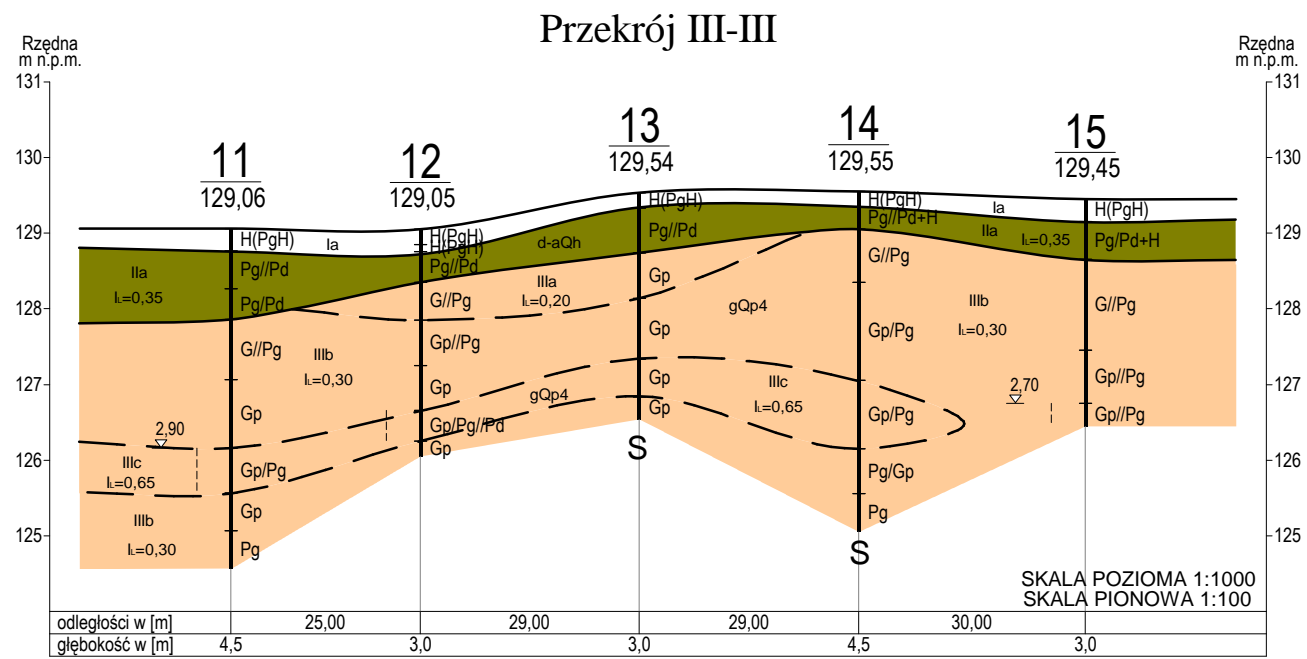 Przekrój III-III
Rzędna
m n.p.m.
Rzędna
m n.p.m.
131
131
130
130
129
129
128
128
127
127
126
126
125
125
11
129,06
12
129,05
13
129,54
14
129,55
15
129,45
H(PgH)
Ia
H(PgH)
H(PgH)
d-aQh
H(PgH)
H(PgH)
Ia
H(PgH)
IIa
IL=0,35
Pg//Pd
Pg/Pd
Pg//Pd
Pg//Pd
Pg//Pd+H
IIa
IL=0,35
Pg/Pd+H
G//Pg
Gp
Gp/Pg
Gp
Pg
IIIb
IL=0,30
G//Pg
Gp//Pg
Gp
Gp/Pg//Pd
Gp
IIIa
IL=0,20
gQp4
Gp
Gp
Gp
Gp
gQp4
IIIc
IL=0,65
G//Pg
Gp/Pg
Gp/Pg
Pg/Gp
Pg
IIIb
IL=0,30
G//Pg
Gp//Pg
Gp//Pg
2,90
2,70
IIIc
IL=0,65
IIIb
IL=0,30
S
S
SKALA POZIOMA 1:1000
SKALA PIONOWA 1:100
odległości w [m] 25,00 29,00 29,00 30,00
głębokość w [m] 4,5 3,0 3,0 4,5 3,0